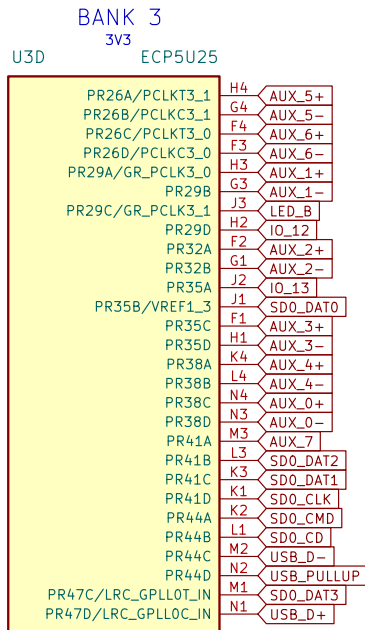 BANK 3
3V3
U3D ECP5U25
PR26A/PCLKT3_1 H4 AUX_5+
PR26B/PCLKC3_1 G4 AUX_5-
PR26C/PCLKT3_0 F4 AUX_6+
PR26D/PCLKC3_0 F3 AUX_6-
PR29A/GR_PCLK3_0 H3 AUX_1+
PR29B G3 AUX_1-
PR29C/GR_PCLK3_1 J3 LED_B
PR29D H2 IO_12
PR32A F2 AUX_2+
PR32B G1 AUX_2-
PR35A J2 IO_13
PR35B/VREF1_3 J1 SD0_DAT0
PR35C F1 AUX_3+
PR35D H1 AUX_3-
PR38A K4 AUX_4+
PR38B L4 AUX_4-
PR38C N4 AUX_0+
PR38D N3 AUX_0-
PR41A M3 AUX_7
PR41B L3 SD0_DAT2
PR41C K3 SD0_DAT1
PR41D K1 SD0_CLK
PR44A K2 SD0_CMD
PR44B L1 SD0_CD
PR44C M2 USB_D-
PR44D N2 USB_PULLUP
PR47C/LRC_GPLL0T_IN M1 SD0_DAT3
PR47D/LRC_GPLL0C_IN N1 USB_D+